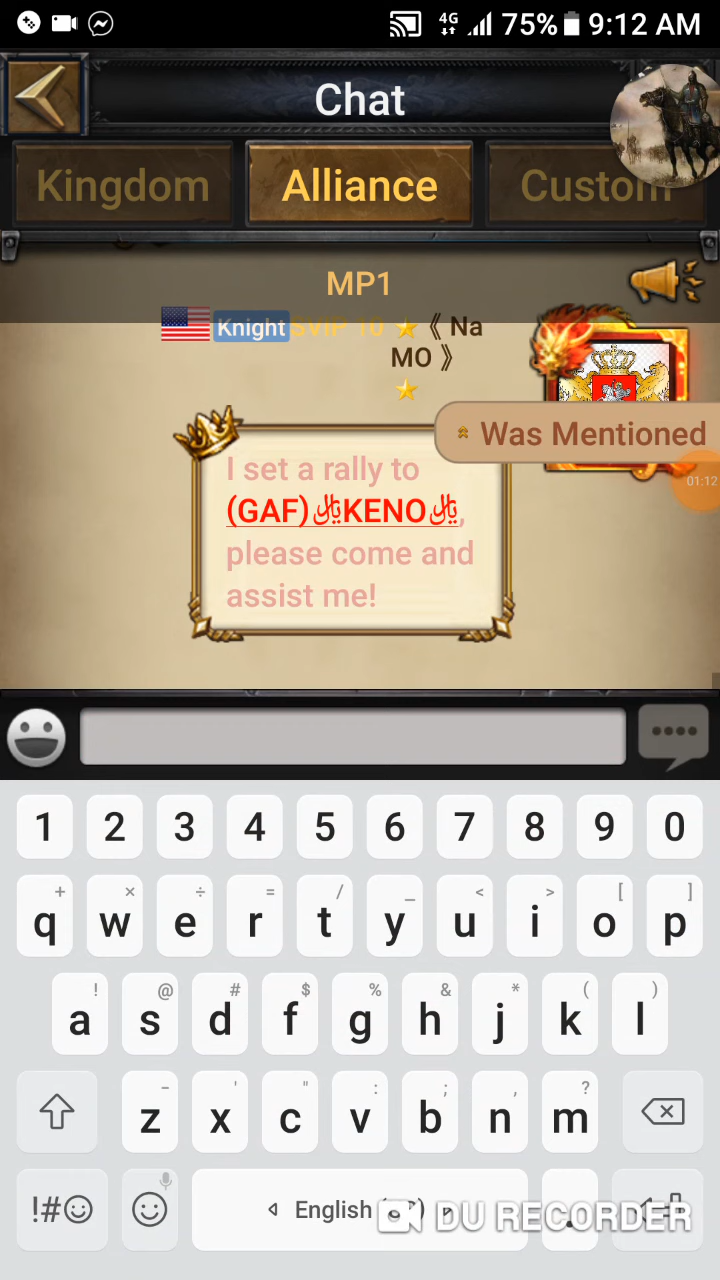 4G 75% 9:12 AM
Chat
Kingdom Alliance Custom
MP1
Knight SVIP 10 ⭐《 Na
MO 》
⭐
Was Mentioned
01:12
I set a rally to
(GAF)﷼KENO﷼,
please come and
assist me!
1 2 3 4 5 6 7 8 9 0
+ × ÷ = / _ < > [ ]
q w e r t y u i o p
! @ # $ % & * ( )
a s d f g h j k l
- ' " : ; , ?
z x c v b n m
!#☺ English
DU RECORDER